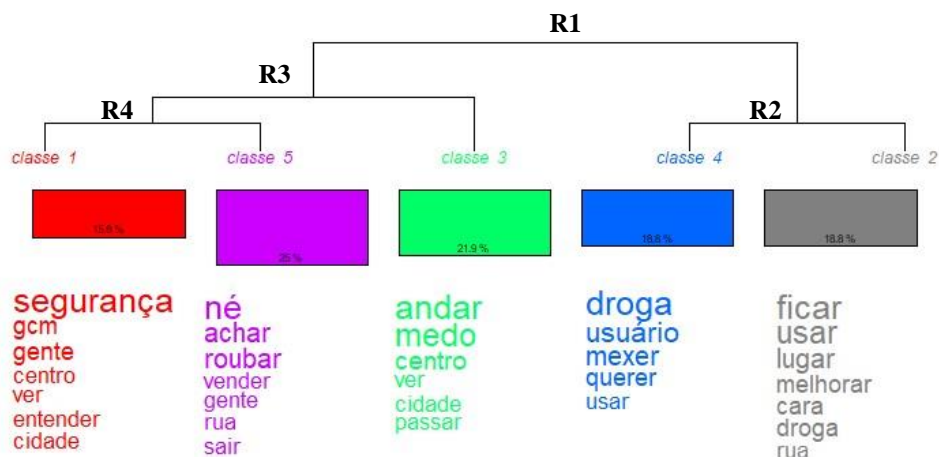 R1
R3
R4
R2
classe 1
classe 5
classe 3
classe 4
classe 2
15.6 %
25 %
21.9 %
18.8 %
18.8 %
segurança
gcm
gente
centro
ver
entender
cidade
né
achar
roubar
vender
gente
rua
sair
andar
medo
centro
ver
cidade
passar
droga
usuário
mexer
querer
usar
ficar
usar
lugar
melhorar
cara
droga
rua